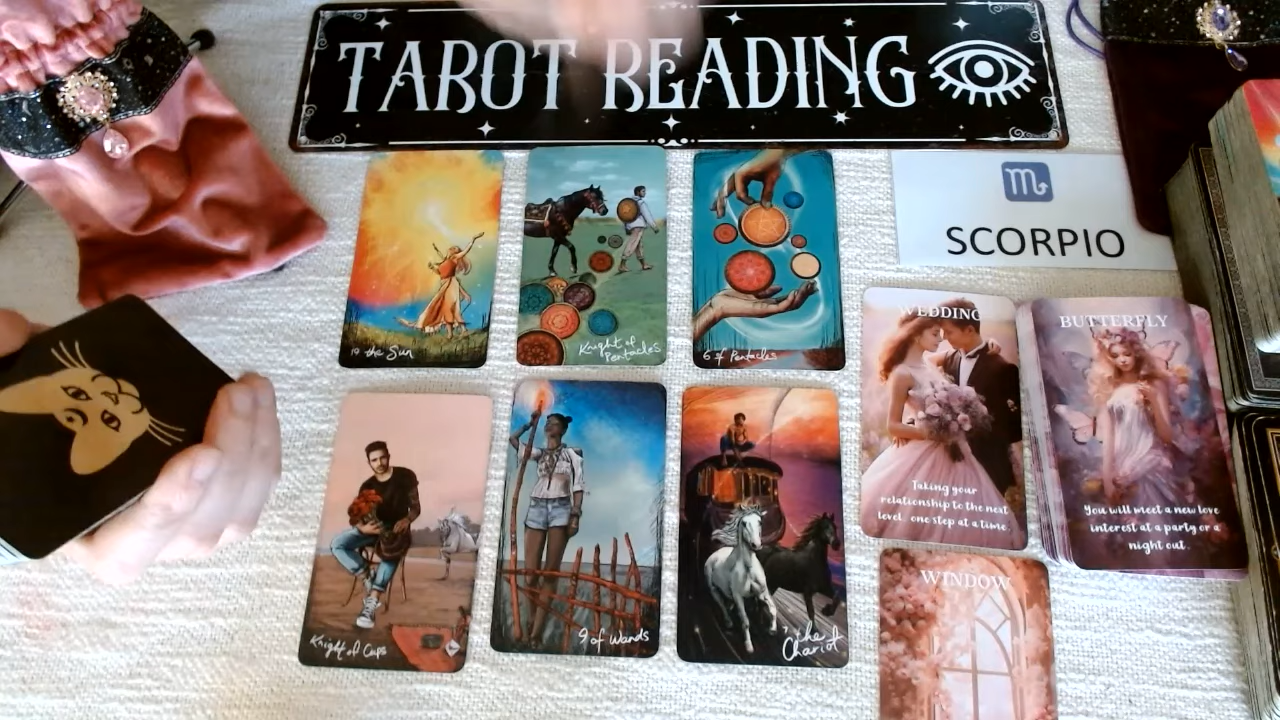 TAROT READING
SCORPIO
19 the Sun
Knight of
Pentacles
6 of Pentacles
WEDDING
Taking your
relationship to the next
level, one step at a time.
BUTTERFLY
You will meet a new love
interest at a party or a
night out.
Knight of Cups
9 of Wands
7 the
Chariot
WINDOW